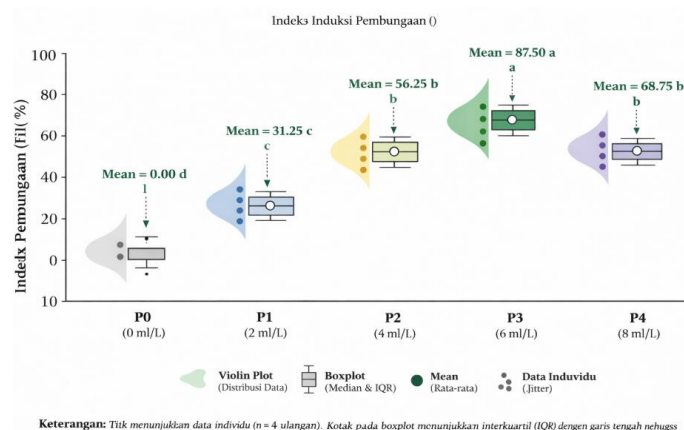 Indeks Induksi Pembungaan ()
Indekx Pembungaan (Fil( %)
100
80
60
40
20
0
10
Mean = 0.00 d
l
Mean = 31.25 c
c
Mean = 56.25 b
b
Mean = 87.50 a
a
Mean = 68.75 b
b
P0
(0 ml/L)
P1
(2 ml/L)
P2
(4 ml/L)
P3
(6 ml/L)
P4
(8 ml/L)
Violin Plot
(Distribusi Data)
Boxplot
(Median & IQR)
Mean
(Rata-rata)
Data Induvidu
(Jitter)
Keterangan: Titk menunjukkan data individu (n = 4 ulangan). Kotak pada boxplot menunjukkan interkuartil (IQR) dengen garis tengah nehugss